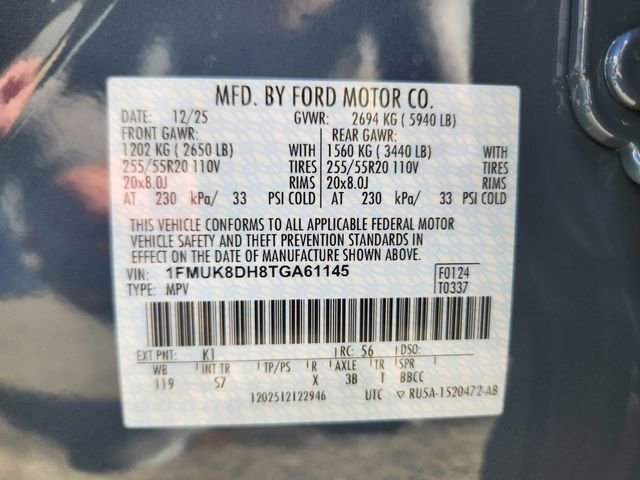 MFD. BY FORD MOTOR CO.
DATE: 12/25 GVWR: 2694 KG ( 5940 LB)
FRONT GAWR: REAR GAWR:
1202 KG ( 2650 LB) WITH 1560 KG ( 3440 LB) WITH
255/55R20 110V TIRES 255/55R20 110V TIRES
20x8.0J RIMS 20x8.0J RIMS
AT 230 kPa/ 33 PSI COLD AT 230 kPa/ 33 PSI COLD
THIS VEHICLE CONFORMS TO ALL APPLICABLE FEDERAL MOTOR
VEHICLE SAFETY AND THEFT PREVENTION STANDARDS IN
EFFECT ON THE DATE OF MANUFACTURE SHOWN ABOVE.
VIN: 1FMUK8DH8TGA61145 F0124
TYPE: MPV T0337
EXT PNT: K1 RC: 56 DSO:
WB INT TR TP/PS R AXLE TR SPR
119 S7 X 3B T BBCC
1202512122946 UTC ▽ RU5A-1520472-AB